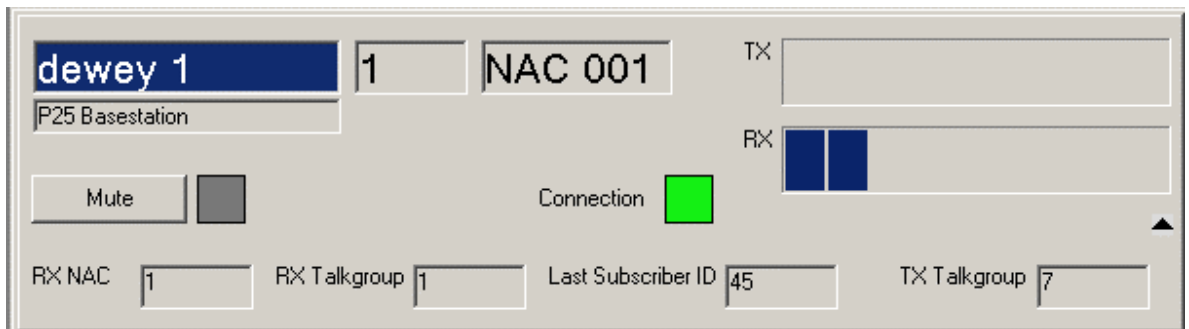 dewey 1 1 NAC 001 TX
P25 Basestation
RX
Mute Connection
RX NAC 1 RX Talkgroup 1 Last Subscriber ID 45 TX Talkgroup 7